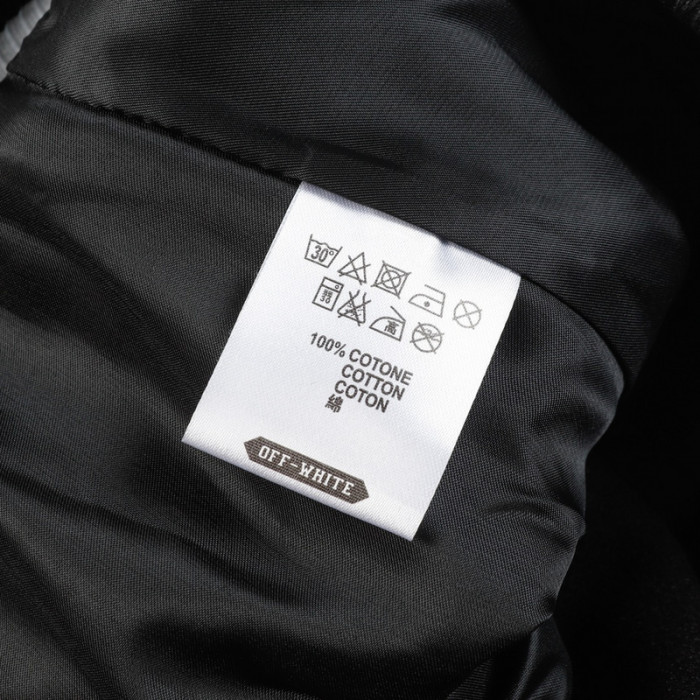 30°
100% COTONE
COTTON
COTON
綿
OFF-WHITE